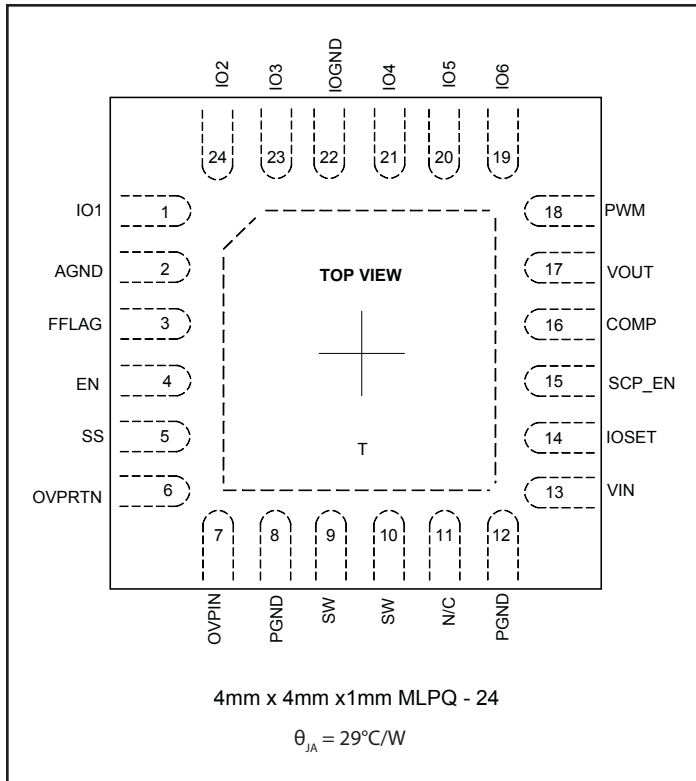 IO2
IO3
IOGND
IO4
IO5
IO6
24
23
22
21
20
19
IO1
1
18
PWM
AGND
2
17
VOUT
FFLAG
3
16
COMP
EN
4
15
SCP_EN
SS
5
14
IOSET
OVPRTN
6
13
VIN
TOP VIEW
T
7
8
9
10
11
12
OVPIN
PGND
SW
SW
N/C
PGND
4mm x 4mm x1mm MLPQ - 24
θJA = 29°C/W